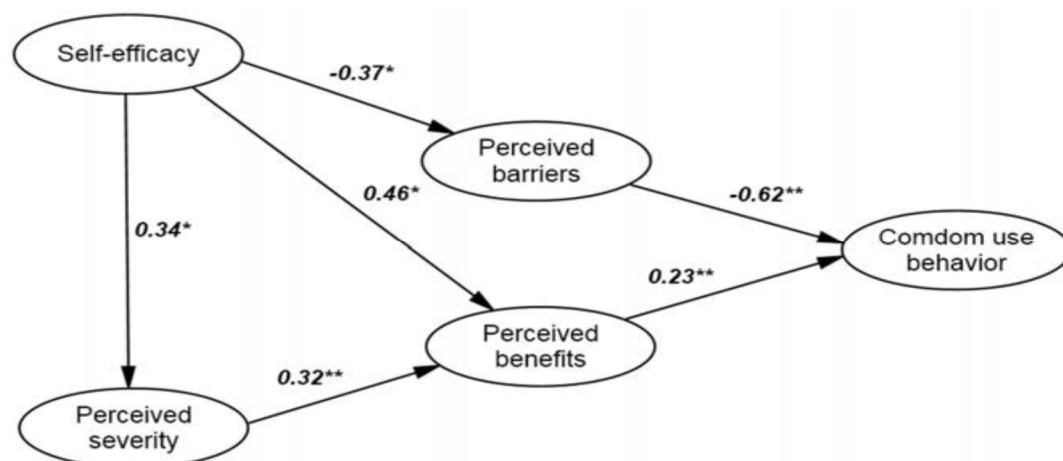 Self-efficacy
-0.37*
Perceived
barriers
0.46*
-0.62**
0.34*
Comdom use
behavior
0.23**
Perceived
benefits
0.32**
Perceived
severity